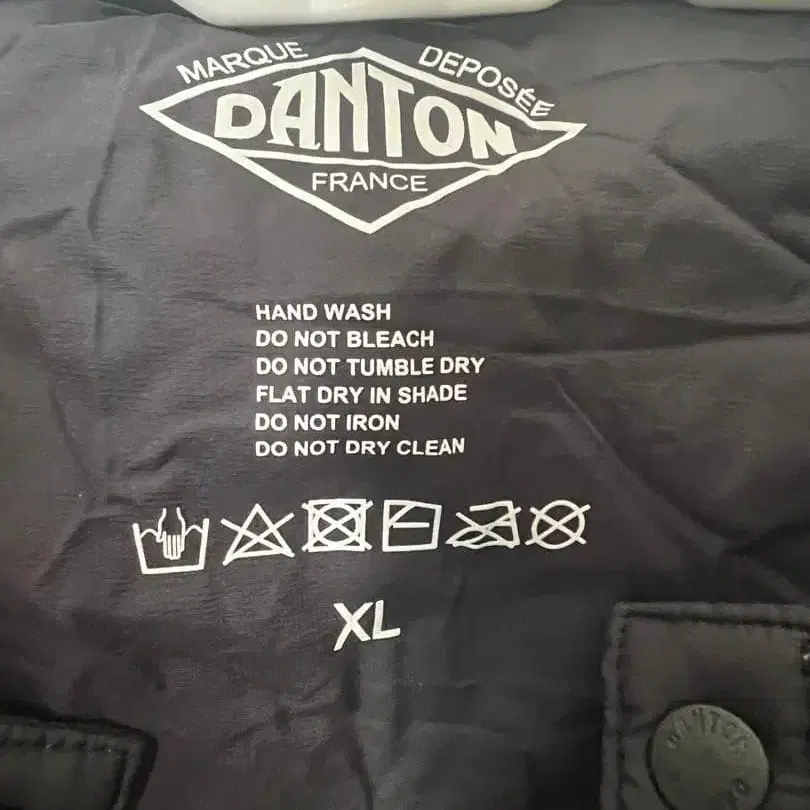 MARQUE DEPOSÉE
DANTON
FRANCE
HAND WASH
DO NOT BLEACH
DO NOT TUMBLE DRY
FLAT DRY IN SHADE
DO NOT IRON
DO NOT DRY CLEAN
XL
DANTON